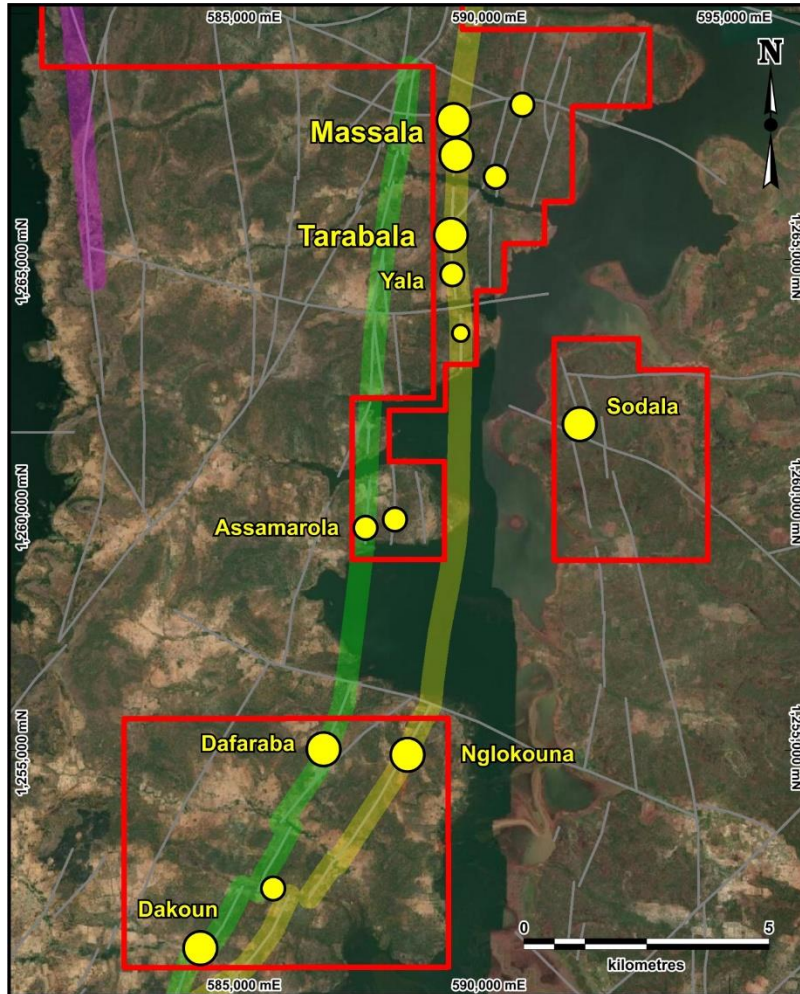 585,000 mE
590,000 mE
595,000 mE
N
Massala
Tarabala
Yala
1,265,000 mN
1,265,000 mN
Sodala
1,260,000 mN
1,260,000 mN
Assamarola
Dafaraba
Nglokouna
1,255,000 mN
1,255,000 mN
Dakoun
0
5
kilometres
585,000 mE
590,000 mE